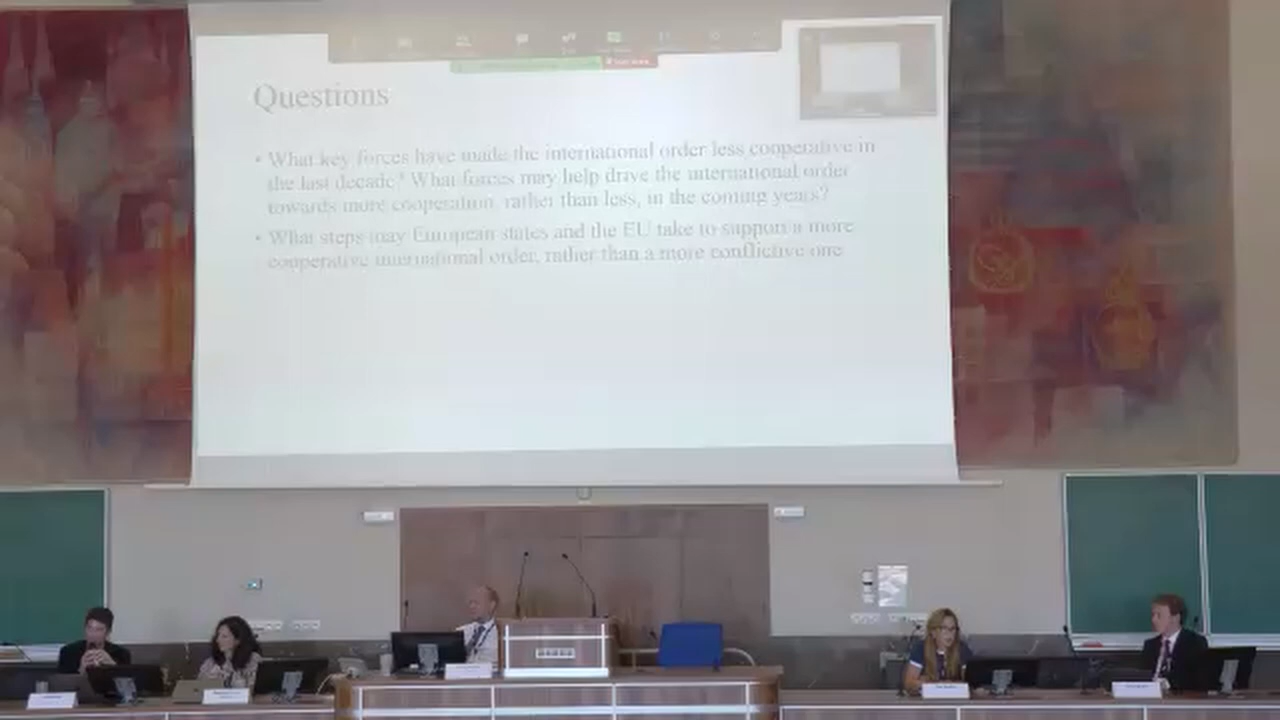 Questions
• What key forces have made the international order less cooperative in
the last decade? What forces may help drive the international order
towards more cooperation, rather than less, in the coming years?
• What steps may European states and the EU take to support a more
cooperative international order, rather than a more conflictive one